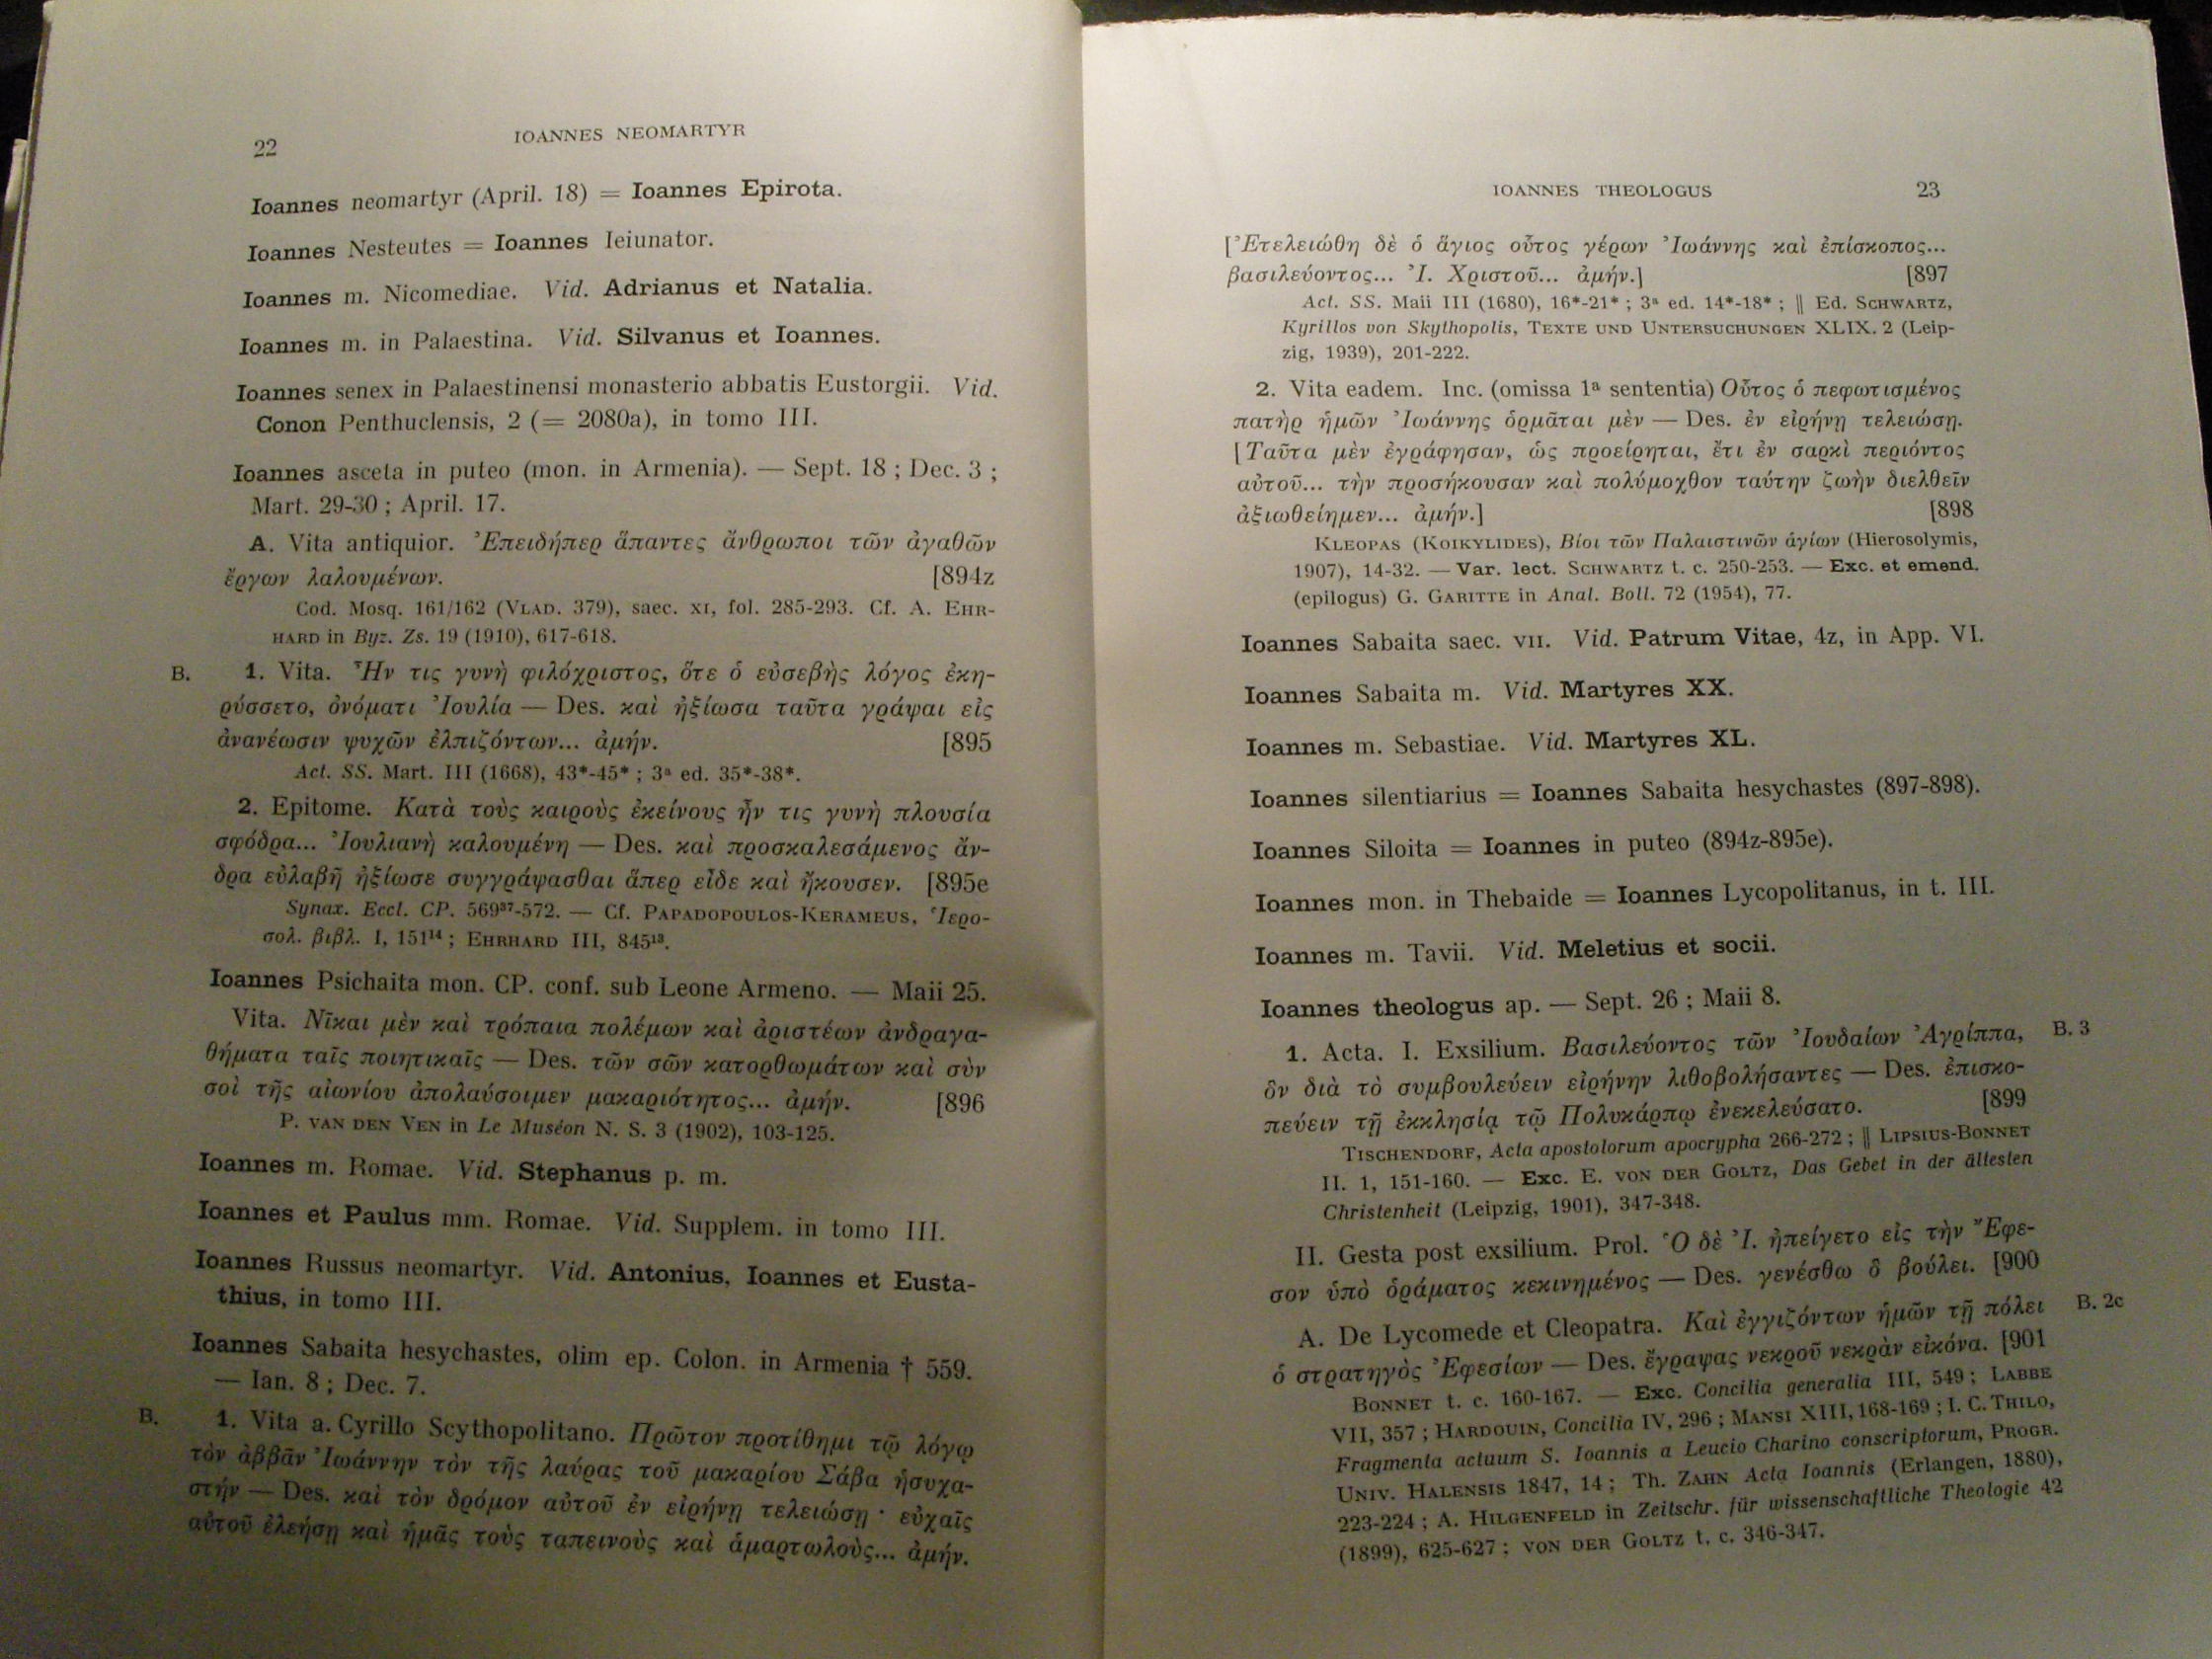 22 IOANNES NEOMARTYR
Ioannes neomartyr (April. 18) = Ioannes Epirota.
Ioannes Nesteutes = Ioannes Ieiunator.
Ioannes m. Nicomediae. Vid. Adrianus et Natalia.
Ioannes m. in Palaestina. Vid. Silvanus et Ioannes.
Ioannes senex in Palaestinensi monasterio abbatis Eustorgii. Vid.
Conon Penthuclensis, 2 (= 2080a), in tomo III.
Ioannes asceta in puteo (mon. in Armenia). — Sept. 18 ; Dec. 3 ;
Mart. 29-30 ; April. 17.
A. Vita antiquior. Ἐπειδήπερ ἅπαντες ἄνθρωποι τῶν ἀγαθῶν
ἔργων λαλουμένων. [894z
Cod. Mosq. 161/162 (VLAD. 379), saec. XI, fol. 285-293. Cf. A. EHR-
HARD in Byz. Zs. 19 (1910), 617-618.
B. 1. Vita. Ἦν τις γυνὴ φιλόχριστος, ὅτε ὁ εὐσεβὴς λόγος ἐκη-
ρύσσετο, ὀνόματι Ἰουλία — Des. καὶ ἠξίωσα ταῦτα γράψαι εἰς
ἀνανέωσιν ψυχῶν ἐλπιζόντων... ἀμήν. [895
Act. SS. Mart. III (1668), 43*-45* ; 3ª ed. 35*-38*.
2. Epitome. Κατὰ τοὺς καιροὺς ἐκείνους ἦν τις γυνὴ πλουσία
σφόδρα... Ἰουλιανὴ καλουμένη — Des. καὶ προσκαλεσάμενος ἄν-
δρα εὐλαβῆ ἠξίωσε συγγράψασθαι ἅπερ εἶδε καὶ ἤκουσεν. [895e
Synax. Eccl. CP. 569³⁷-572. — Cf. PAPADOPOULOS-KERAMEUS, Ἱερο-
σολ. βιβλ. I, 151¹⁴ ; EHRHARD III, 845¹³.
Ioannes Psichaita mon. CP. conf. sub Leone Armeno. — Maii 25.
Vita. Νῖκαι μὲν καὶ τρόπαια πολέμων καὶ ἀριστέων ἀνδραγα-
θήματα ταῖς ποιητικαῖς — Des. τῶν σῶν κατορθωμάτων καὶ σὺν
σοὶ τῆς αἰωνίου ἀπολαύσοιμεν μακαριότητος... ἀμήν. [896
P. VAN DEN VEN in Le Muséon N. S. 3 (1902), 103-125.
Ioannes m. Romae. Vid. Stephanus p. m.
Ioannes et Paulus mm. Romae. Vid. Supplem. in tomo III.
Ioannes Russus neomartyr. Vid. Antonius, Ioannes et Eusta-
thius, in tomo III.
Ioannes Sabaita hesychastes, olim ep. Colon. in Armenia † 559.
— Ian. 8 ; Dec. 7.
B. 1. Vita a. Cyrillo Scythopolitano. Πρῶτον προτίθημι τῷ λόγῳ
τὸν ἀββᾶν Ἰωάννην τὸν τῆς λαύρας τοῦ μακαρίου Σάβα ἡσυχα-
στήν — Des. καὶ τὸν δρόμον αὐτοῦ ἐν εἰρήνῃ τελειώσῃ · εὐχαῖς
αὐτοῦ ἐλεήσῃ καὶ ἡμᾶς τοὺς ταπεινοὺς καὶ ἁμαρτωλοὺς... ἀμήν.
IOANNES THEOLOGUS 23
[Ἐτελειώθη δὲ ὁ ἅγιος οὗτος γέρων Ἰωάννης καὶ ἐπίσκοπος...
βασιλεύοντος... Ἰ. Χριστοῦ... ἀμήν.] [897
Act. SS. Maii III (1680), 16*-21* ; 3ª ed. 14*-18* ; ‖ Ed. SCHWARTZ,
Kyrillos von Skythopolis, TEXTE UND UNTERSUCHUNGEN XLIX. 2 (Leip-
zig, 1939), 201-222.
2. Vita eadem. Inc. (omissa 1ª sententia) Οὗτος ὁ πεφωτισμένος
πατὴρ ἡμῶν Ἰωάννης ὁρμᾶται μὲν — Des. ἐν εἰρήνῃ τελειώσῃ.
[Ταῦτα μὲν ἐγράφησαν, ὡς προείρηται, ἔτι ἐν σαρκὶ περιόντος
αὐτοῦ... τὴν προσήκουσαν καὶ πολύμοχθον ταύτην ζωὴν διελθεῖν
ἀξιωθείημεν... ἀμήν.] [898
KLEOPAS (KOIKYLIDES), Βίοι τῶν Παλαιστινῶν ἁγίων (Hierosolymis,
1907), 14-32. — Var. lect. SCHWARTZ t. c. 250-253. — Exc. et emend.
(epilogus) G. GARITTE in Anal. Boll. 72 (1954), 77.
Ioannes Sabaita saec. VII. Vid. Patrum Vitae, 4z, in App. VI.
Ioannes Sabaita m. Vid. Martyres XX.
Ioannes m. Sebastiae. Vid. Martyres XL.
Ioannes silentiarius = Ioannes Sabaita hesychastes (897-898).
Ioannes Siloita = Ioannes in puteo (894z-895e).
Ioannes mon. in Thebaide = Ioannes Lycopolitanus, in t. III.
Ioannes m. Tavii. Vid. Meletius et socii.
Ioannes theologus ap. — Sept. 26 ; Maii 8.
1. Acta. I. Exsilium. Βασιλεύοντος τῶν Ἰουδαίων Ἀγρίππα, B. 3
ὃν διὰ τὸ συμβουλεύειν εἰρήνην λιθοβολήσαντες — Des. ἐπισκο-
πεύειν τῇ ἐκκλησίᾳ τῷ Πολυκάρπῳ ἐνεκελεύσατο. [899
TISCHENDORF, Acta apostolorum apocrypha 266-272 ; ‖ LIPSIUS-BONNET
II. 1, 151-160. — Exc. E. VON DER GOLTZ, Das Gebet in der ältesten
Christenheit (Leipzig, 1901), 347-348.
II. Gesta post exsilium. Prol. Ὁ δὲ Ἰ. ἠπείγετο εἰς τὴν Ἔφε-
σον ὑπὸ ὁράματος κεκινημένος — Des. γενέσθω ὃ βούλει. [900
A. De Lycomede et Cleopatra. Καὶ ἐγγιζόντων ἡμῶν τῇ πόλει B. 2c
ὁ στρατηγὸς Ἐφεσίων — Des. ἔγραψας νεκροῦ νεκρὰν εἰκόνα. [901
BONNET t. c. 160-167. — Exc. Concilia generalia III, 549 ; LABBE
VII, 357 ; HARDOUIN, Concilia IV, 296 ; MANSI XIII, 168-169 ; I. C. THILO,
Fragmenta actuum S. Ioannis a Leucio Charino conscriptorum, PROGR.
UNIV. HALENSIS 1847, 14 ; Th. ZAHN Acta Ioannis (Erlangen, 1880),
223-224 ; A. HILGENFELD in Zeitschr. für wissenschaftliche Theologie 42
(1899), 625-627 ; VON DER GOLTZ t. c. 346-347.